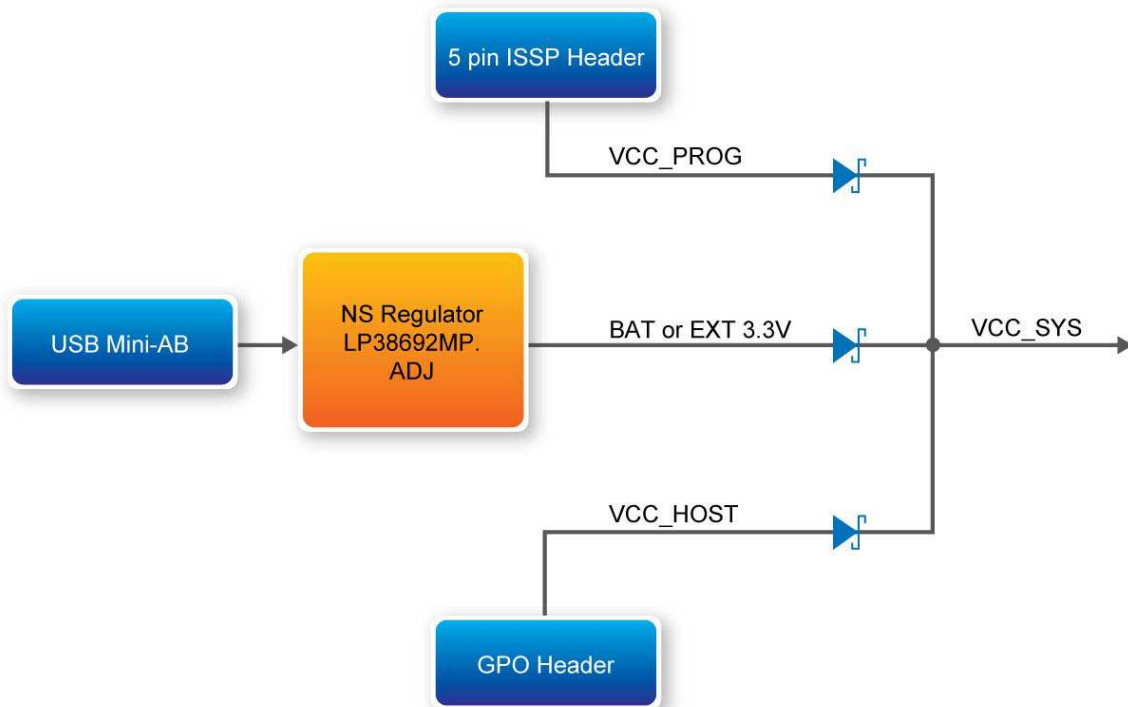 5 pin ISSP Header
VCC_PROG
USB Mini-AB
NS Regulator
LP38692MP.
ADJ
BAT or EXT 3.3V
VCC_SYS
VCC_HOST
GPO Header